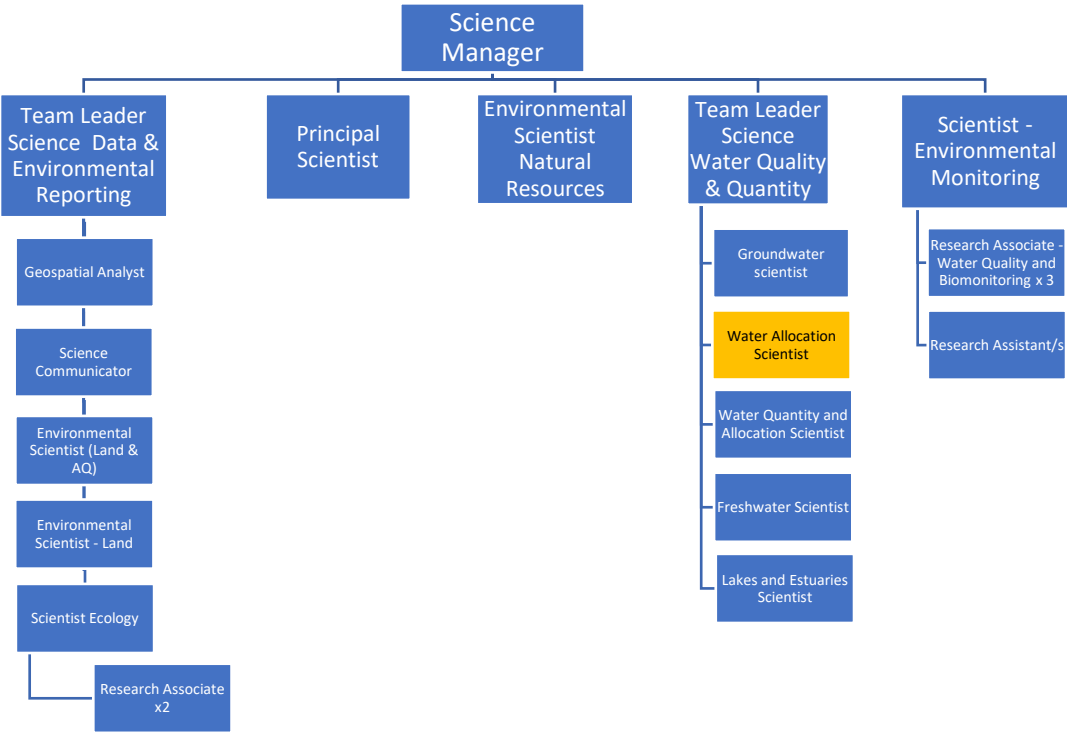 Science
Manager
Team Leader
Science Data &
Environmental
Reporting
Principal
Scientist
Environmental
Scientist
Natural
Resources
Team Leader
Science
Water Quality
& Quantity
Scientist -
Environmental
Monitoring
Geospatial Analyst
Science
Communicator
Environmental
Scientist (Land &
AQ)
Environmental
Scientist - Land
Scientist Ecology
Research Associate
x2
Groundwater
scientist
Water Allocation
Scientist
Water Quantity and
Allocation Scientist
Freshwater Scientist
Lakes and Estuaries
Scientist
Research Associate -
Water Quality and
Biomonitoring x 3
Research Assistant/s